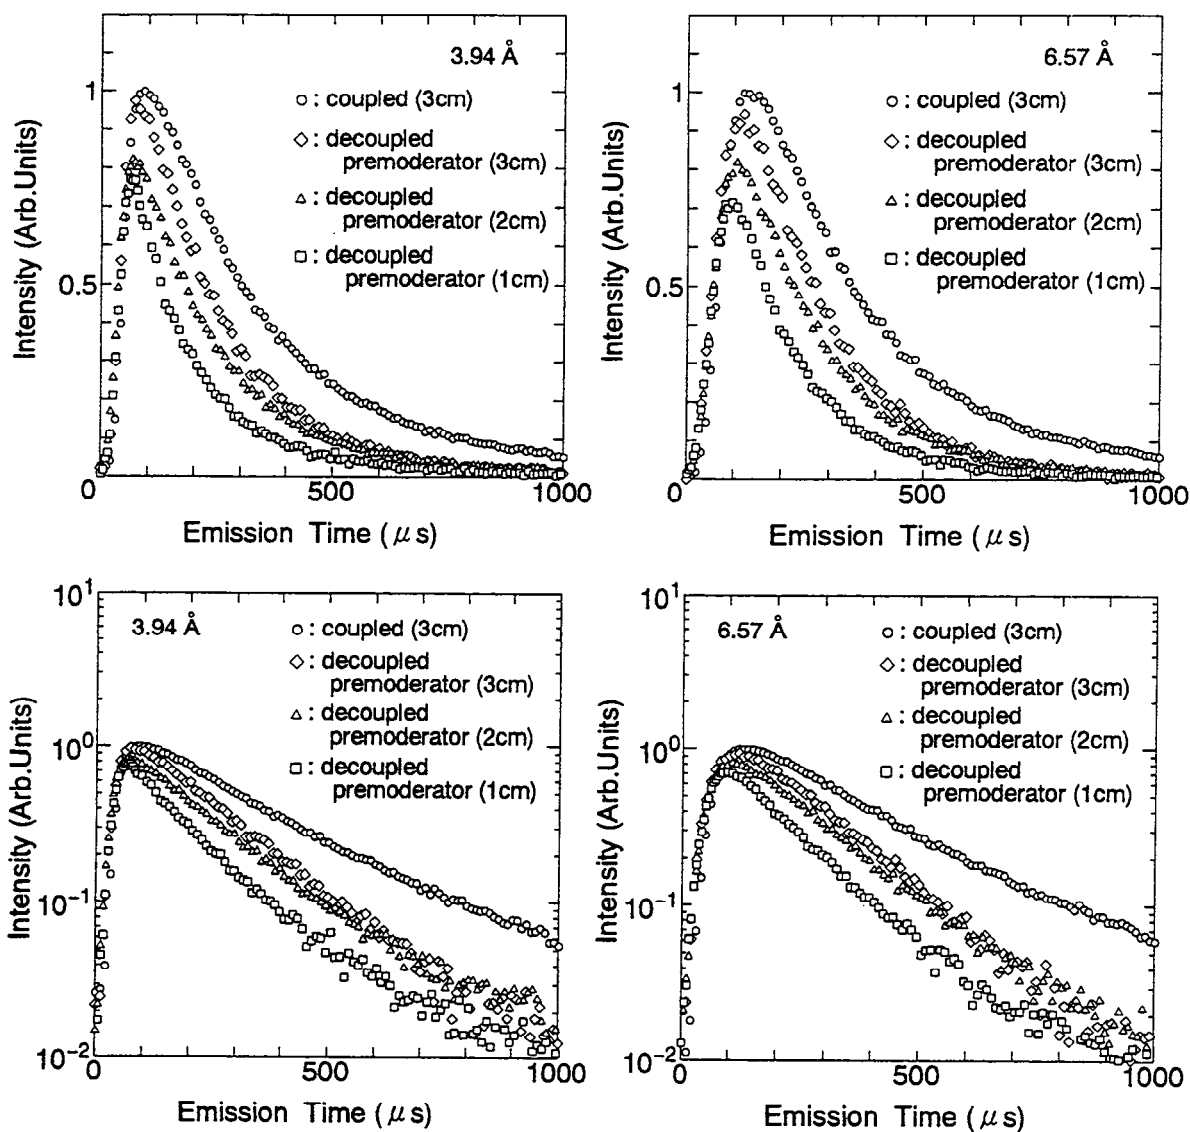 3.94 Å
○ : coupled (3cm)
◇ : decoupled
premoderator (3cm)
△ : decoupled
premoderator (2cm)
□ : decoupled
premoderator (1cm)
1
0.5
0
500
1000
Intensity (Arb.Units)
Emission Time (μs)
6.57 Å
○ : coupled (3cm)
◇ : decoupled
premoderator (3cm)
△ : decoupled
premoderator (2cm)
□ : decoupled
premoderator (1cm)
1
0.5
0
500
1000
Intensity (Arb.Units)
Emission Time (μs)
3.94 Å
○ : coupled (3cm)
◇ : decoupled
premoderator (3cm)
△ : decoupled
premoderator (2cm)
□ : decoupled
premoderator (1cm)
10¹
10⁰
10⁻¹
10⁻²
0
500
1000
Intensity (Arb.Units)
Emission Time (μs)
6.57 Å
○ : coupled (3cm)
◇ : decoupled
premoderator (3cm)
△ : decoupled
premoderator (2cm)
□ : decoupled
premoderator (1cm)
10¹
10⁰
10⁻¹
10⁻²
0
500
1000
Intensity (Arb.Units)
Emission Time (μs)